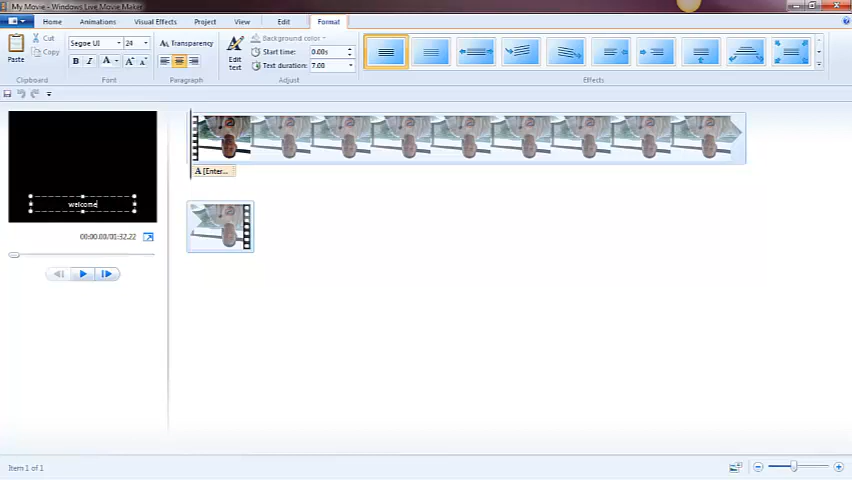 My Movie - Windows Live Movie Maker
Home Animations Visual Effects Project View Edit Format
Paste
Cut
Copy
Clipboard
Segoe UI 24
B I A A A
Font
Transparency
Paragraph
Edit text
Background color
Start time: 0.00s
Text duration: 7.00
Adjust
Effects
A [Enter...
welcome
00:00.00/01:32.22
Item 1 of 1